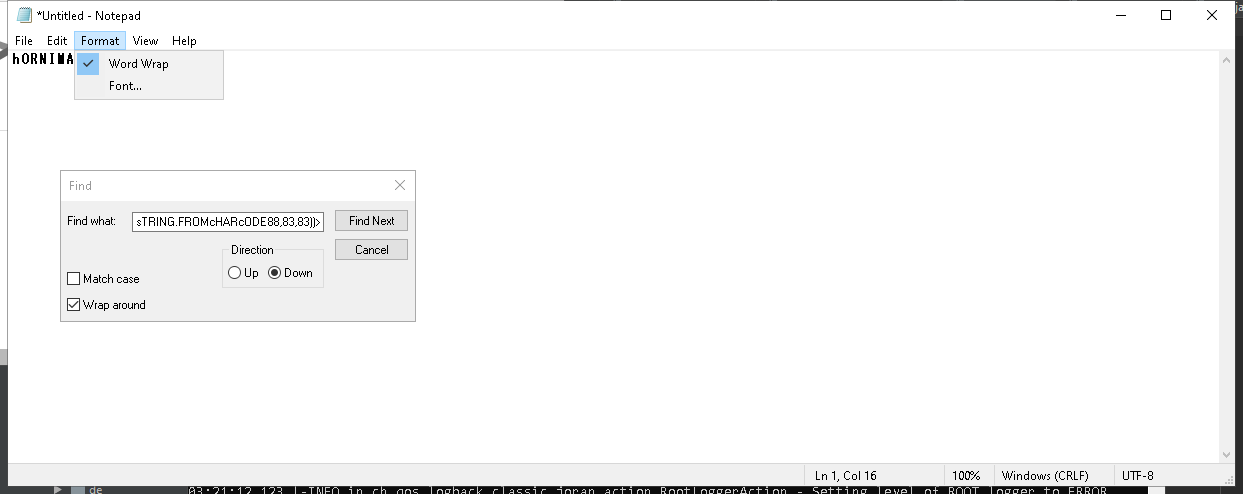 *Untitled - Notepad
File Edit Format View Help
hORNIMA
Word Wrap
Font...
Find
Find what: sTRING.FROMcHARcODE88,83,83))> Find Next
Direction Cancel
Up Down
Match case
Wrap around
Ln 1, Col 16 100% Windows (CRLF) UTF-8
de 03:21:12,123 |-INFO in ch.qos.logback.classic.joran.action.RootLoggerAction - Setting level of ROOT logger to ERROR